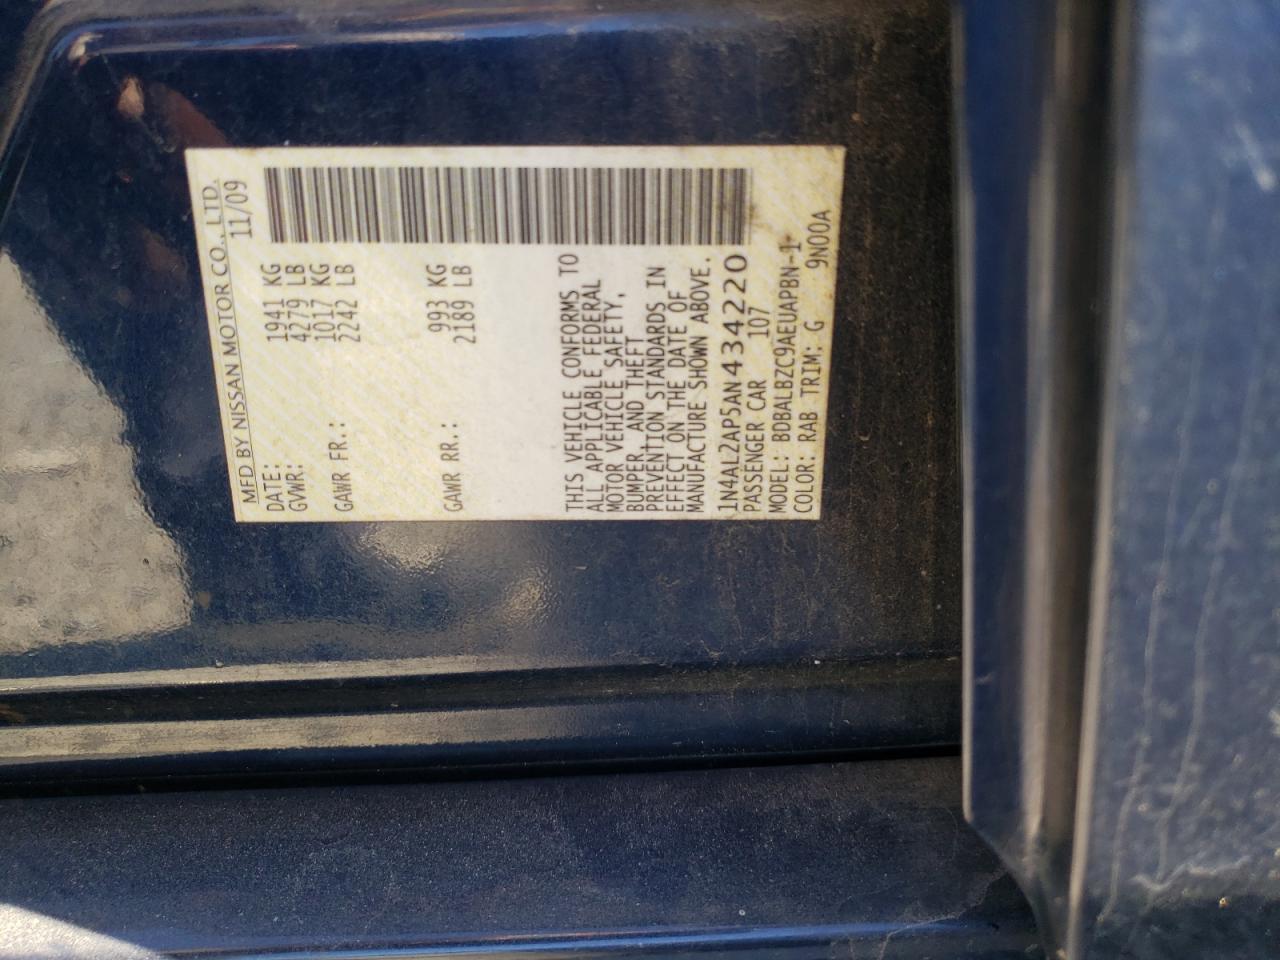 MFD BY NISSAN MOTOR CO., LTD.
DATE: 11/09
GVWR: 1941 KG
4279 LB
GAWR FR.: 1017 KG
2242 LB
GAWR RR.: 993 KG
2189 LB
THIS VEHICLE CONFORMS TO
ALL APPLICABLE FEDERAL
MOTOR VEHICLE SAFETY,
BUMPER, AND THEFT
PREVENTION STANDARDS IN
EFFECT ON THE DATE OF
MANUFACTURE SHOWN ABOVE.
1N4AL2AP5AN434220
PASSENGER CAR 107
MODEL: BDBALBZC9AEUAPBN-1
COLOR: RAB TRIM: G 9N00A